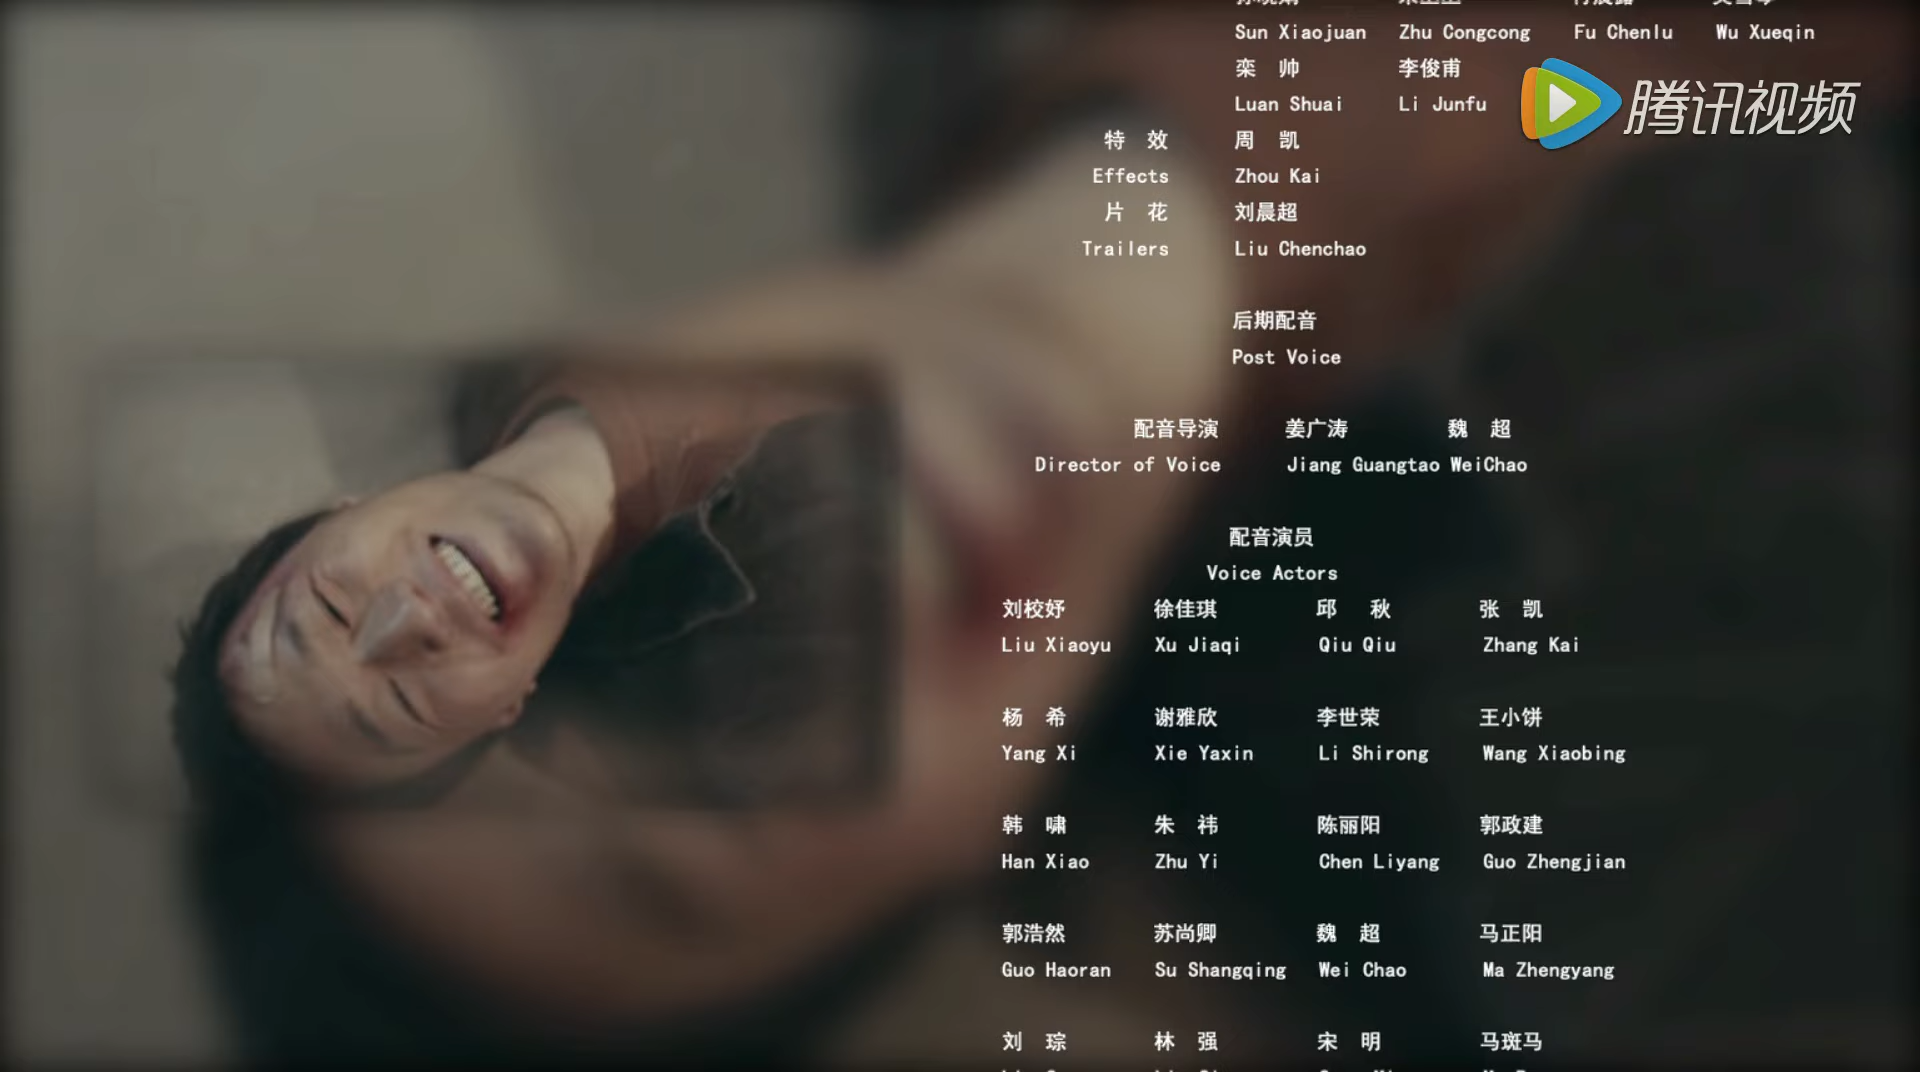 Sun Xiaojuan Zhu Congcong Fu Chenlu Wu Xueqin
栾 帅 李俊甫
Luan Shuai Li Junfu
腾讯视频
特 效 周 凯
Effects Zhou Kai
片 花 刘晨超
Trailers Liu Chenchao
后期配音
Post Voice
配音导演 姜广涛 魏 超
Director of Voice Jiang Guangtao WeiChao
配音演员
Voice Actors
刘校妤 徐佳琪 邱 秋 张 凯
Liu Xiaoyu Xu Jiaqi Qiu Qiu Zhang Kai
杨 希 谢雅欣 李世荣 王小饼
Yang Xi Xie Yaxin Li Shirong Wang Xiaobing
韩 啸 朱 祎 陈丽阳 郭政建
Han Xiao Zhu Yi Chen Liyang Guo Zhengjian
郭浩然 苏尚卿 魏 超 马正阳
Guo Haoran Su Shangqing Wei Chao Ma Zhengyang
刘 琮 林 强 宋 明 马斑马